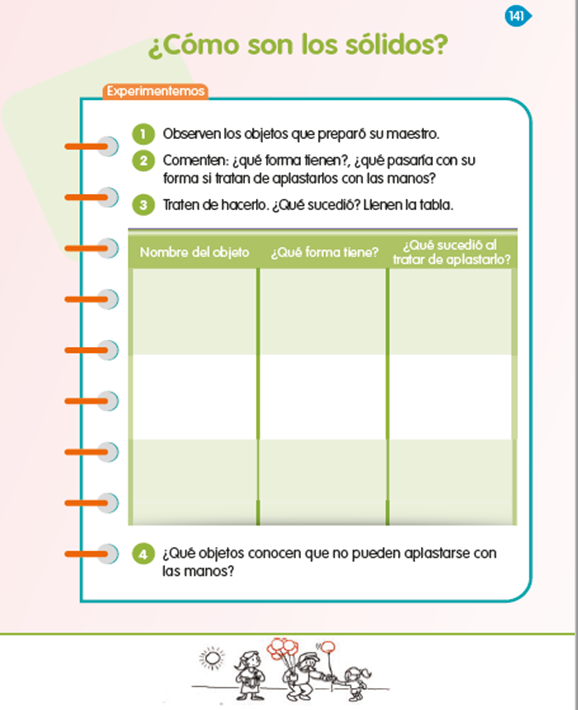 141
¿Cómo son los sólidos?
Experimentemos
1 Observen los objetos que preparó su maestro.
2 Comenten: ¿qué forma tienen?, ¿qué pasaría con su
forma si tratan de aplastarlos con las manos?
3 Traten de hacerlo. ¿Qué sucedió? Llenen la tabla.
Nombre del objeto
¿Qué forma tiene?
¿Qué sucedió al
tratar de aplastarlo?
4 ¿Qué objetos conocen que no pueden aplastarse con
las manos?